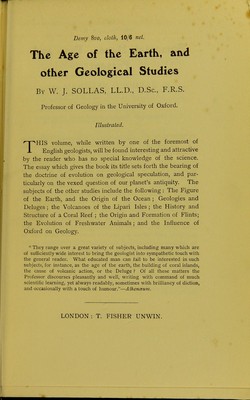 Demy 8vo, cloth, 10/6 net.
The Age of the Earth, and
other Geological Studies
By W. J. SOLLAS, LL.D., D.Sc., F.R.S.
Professor of Geology in the University of Oxford.
Illustrated.
THIS volume, while written by one of the foremost of
English geologists, will be found interesting and attractive
by the reader who has no special knowledge of the science.
The essay which gives the book its title sets forth the bearing of
the doctrine of evolution on geological speculation, and par-
ticularly on the vexed question of our planet's antiquity. The
subjects of the other studies include the following: The Figure
of the Earth, and the Origin of the Ocean; Geologies and
Deluges; the Volcanoes of the Lipari Isles; the History and
Structure of a Coral Reef; the Origin and Formation of Flints;
the Evolution of Freshwater Animals; and the Influence of
Oxford on Geology.
"They range over a great variety of subjects, including many which are
of sufficiently wide interest to bring the geologist into sympathetic touch with
the general reader. What educated man can fail to be interested in such
subjects, for instance, as the age of the earth, the building of coral islands,
the cause of volcanic action, or the Deluge? Of all these matters the
Professor discourses pleasantly and well, writing with command of much
scientific learning, yet always readably, sometimes with brilliancy of diction,
and occasionally with a touch of humour."—Athenæum.
LONDON: T. FISHER UNWIN.